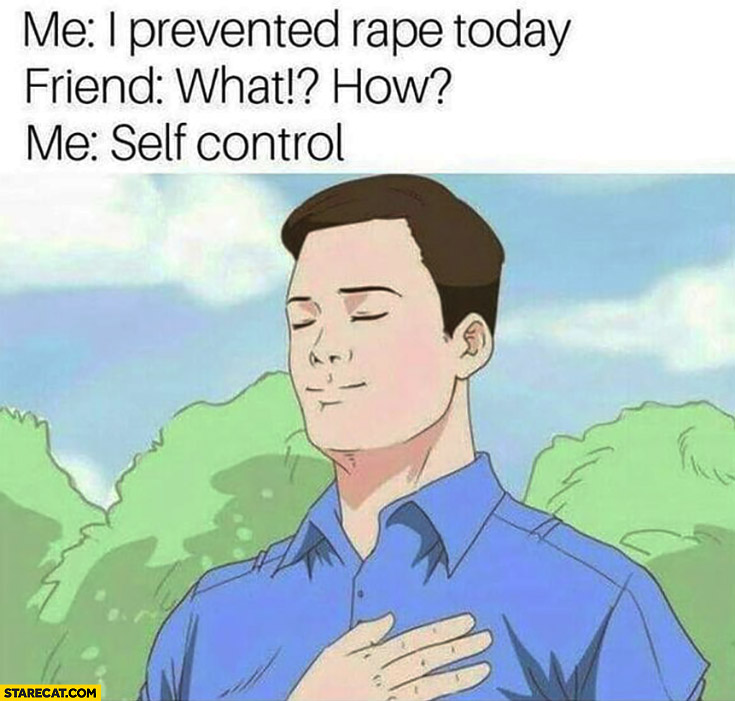 Me: I prevented rape today
Friend: What!? How?
Me: Self control
STARECAT.COM